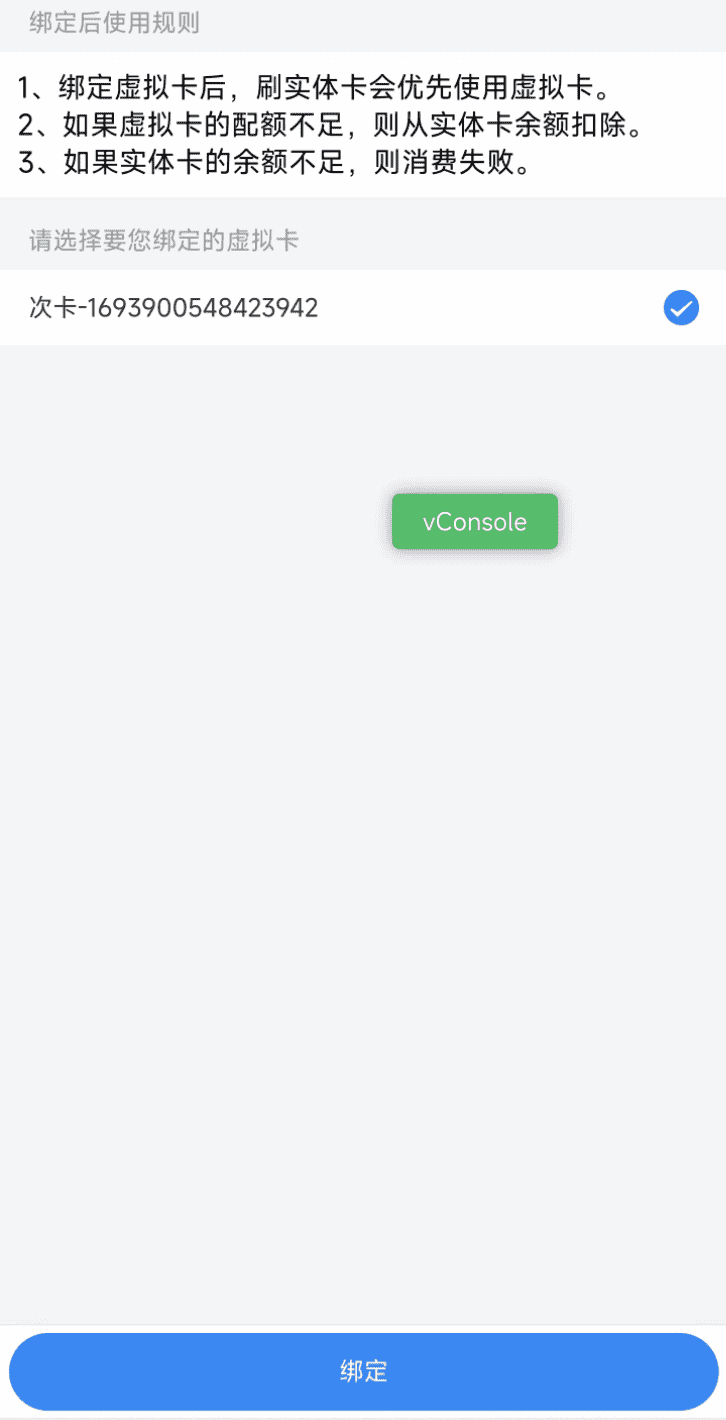 绑定后使用规则
1、绑定虚拟卡后，刷实体卡会优先使用虚拟卡。
2、如果虚拟卡的配额不足，则从实体卡余额扣除。
3、如果实体卡的余额不足，则消费失败。
请选择要您绑定的虚拟卡
次卡-1693900548423942
vConsole
绑定